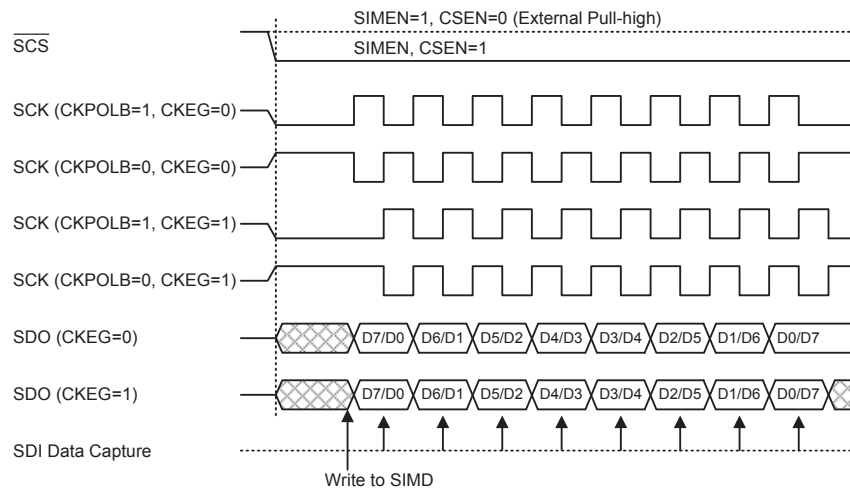 SIMEN=1, CSEN=0 (External Pull-high)
SCS
SIMEN, CSEN=1
SCK (CKPOLB=1, CKEG=0)
SCK (CKPOLB=0, CKEG=0)
SCK (CKPOLB=1, CKEG=1)
SCK (CKPOLB=0, CKEG=1)
SDO (CKEG=0) D7/D0 D6/D1 D5/D2 D4/D3 D3/D4 D2/D5 D1/D6 D0/D7
SDO (CKEG=1) D7/D0 D6/D1 D5/D2 D4/D3 D3/D4 D2/D5 D1/D6 D0/D7
SDI Data Capture
Write to SIMD